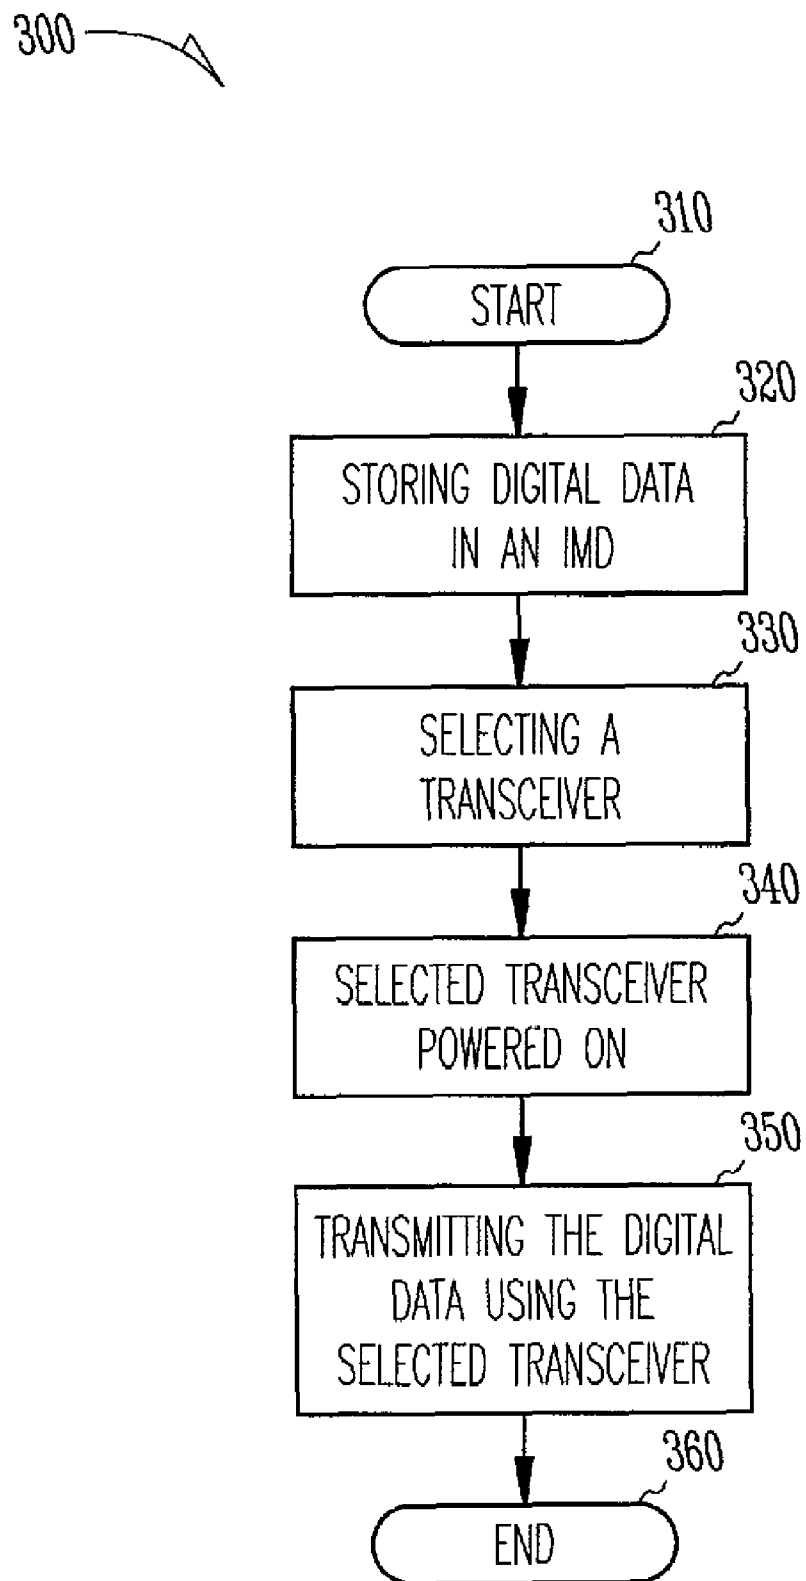 300
310
START
320
STORING DIGITAL DATA
IN AN IMD
330
SELECTING A
TRANSCEIVER
340
SELECTED TRANSCEIVER
POWERED ON
350
TRANSMITTING THE DIGITAL
DATA USING THE
SELECTED TRANSCEIVER
360
END